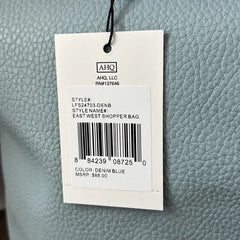 AHQ
AHQ, LLC
RN#137646
STYLE#:
LFS24703-DENB
STYLE NAME#:
EAST WEST SHOPPER BAG
8 84239 08725 0
COLOR: DENIM BLUE
MSRP: $68.00